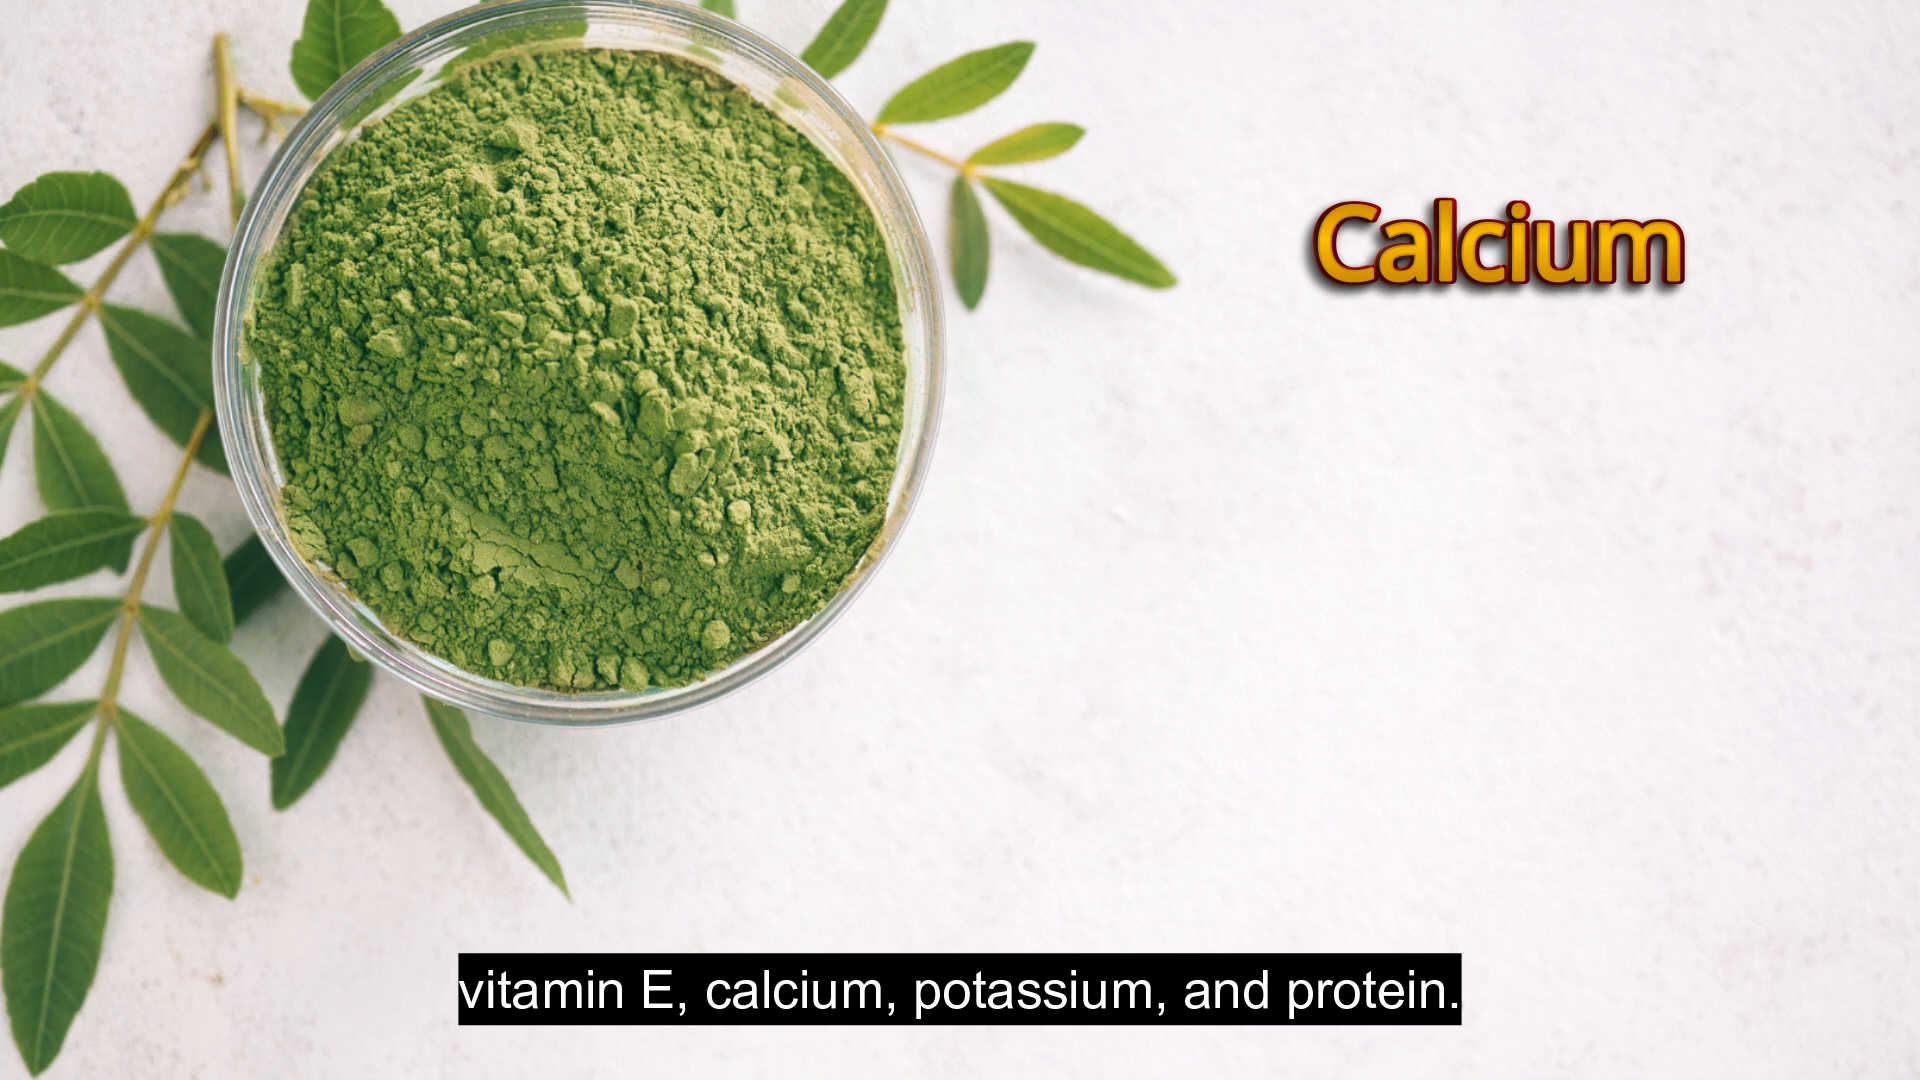 Calcium
vitamin E, calcium, potassium, and protein.